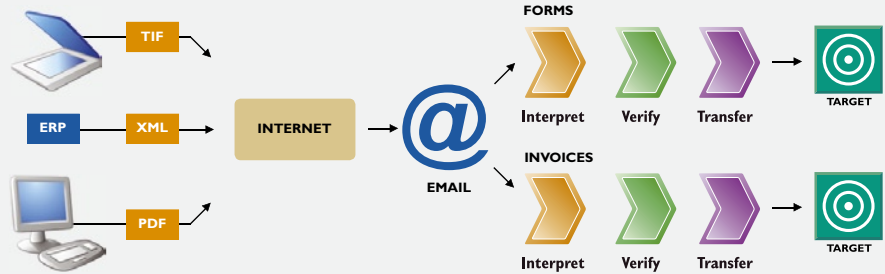 TIF
ERP
XML
PDF
INTERNET
@
EMAIL
FORMS
Interpret
Verify
Transfer
TARGET
INVOICES
Interpret
Verify
Transfer
TARGET